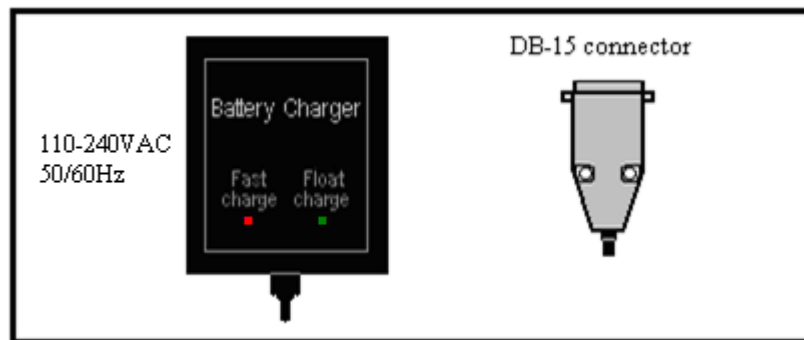 DB-15 connector
Battery Charger
110-240VAC
50/60Hz
Fast Float
charge charge